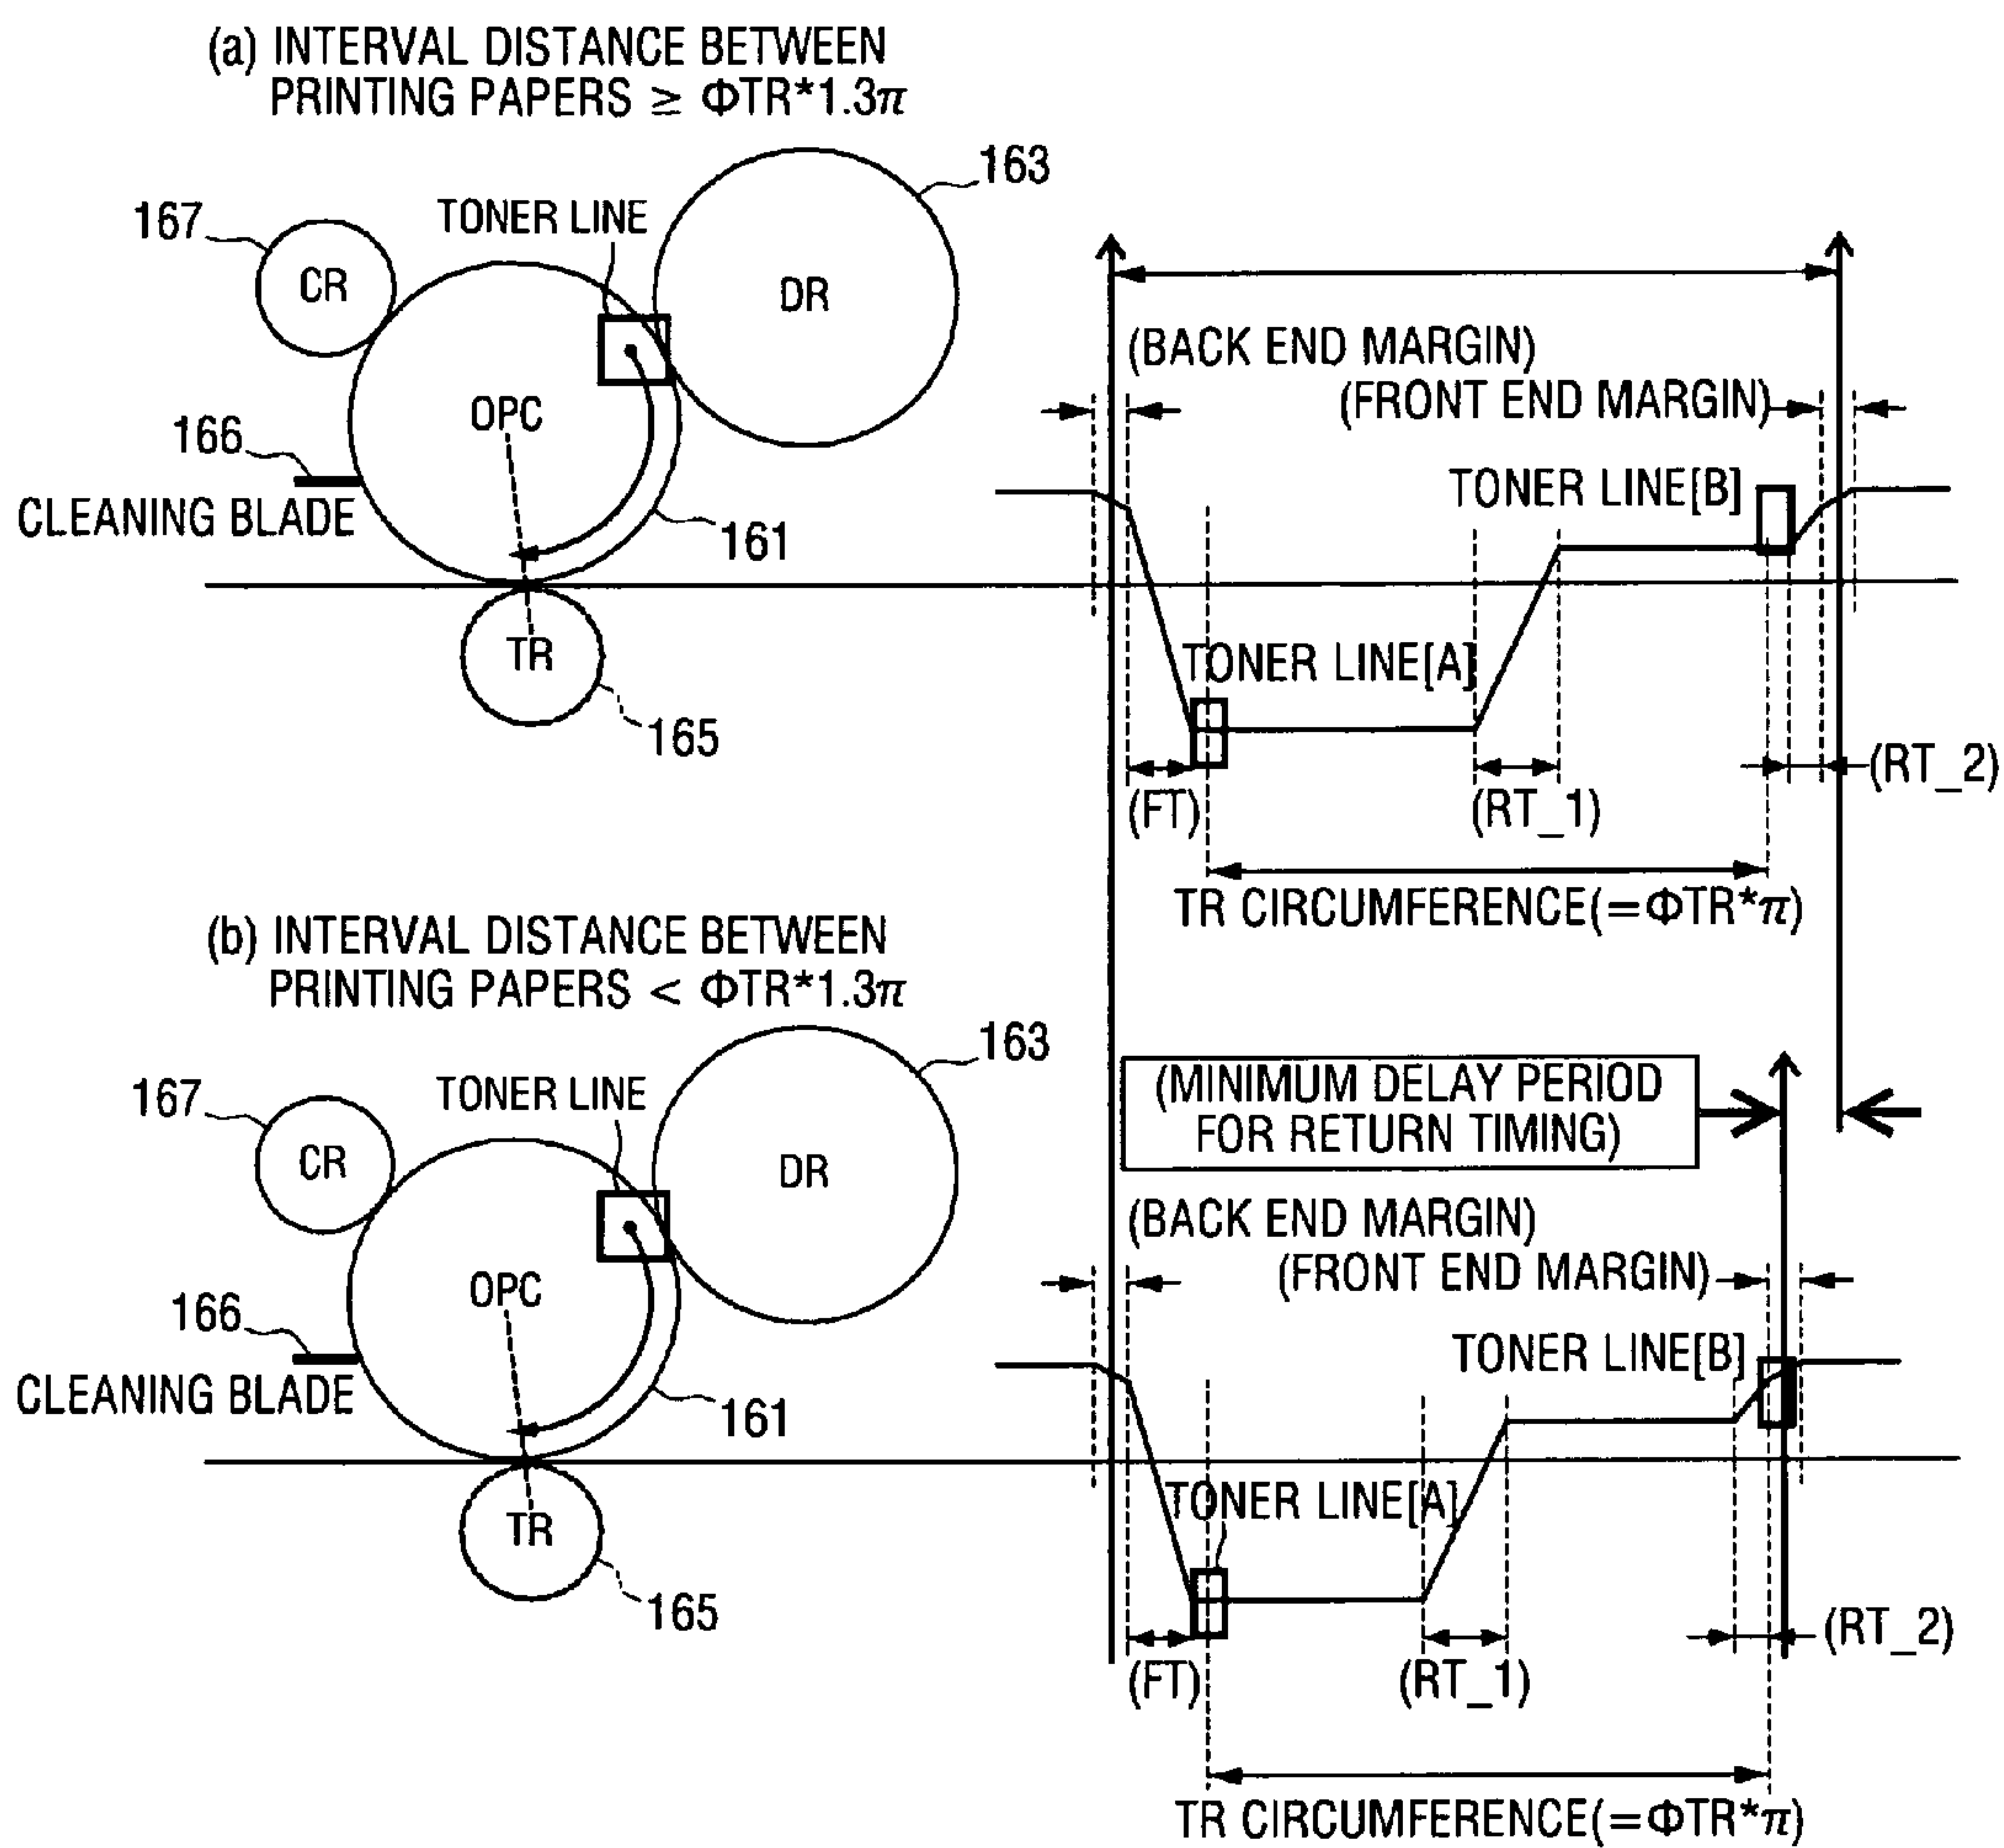 (a) INTERVAL DISTANCE BETWEEN
PRINTING PAPERS ≥ ΦTR*1.3π
163
167
TONER LINE
CR
DR
OPC
166
CLEANING BLADE
161
TR
165
(BACK END MARGIN)
(FRONT END MARGIN)
TONER LINE[B]
TONER LINE[A]
(FT)
(RT_1)
(RT_2)
TR CIRCUMFERENCE(=ΦTR*π)
(b) INTERVAL DISTANCE BETWEEN
PRINTING PAPERS < ΦTR*1.3π
163
167
TONER LINE
CR
DR
OPC
166
CLEANING BLADE
161
TR
165
(MINIMUM DELAY PERIOD
FOR RETURN TIMING)
(BACK END MARGIN)
(FRONT END MARGIN)
TONER LINE[B]
TONER LINE[A]
(FT)
(RT_1)
(RT_2)
TR CIRCUMFERENCE(=ΦTR*π)